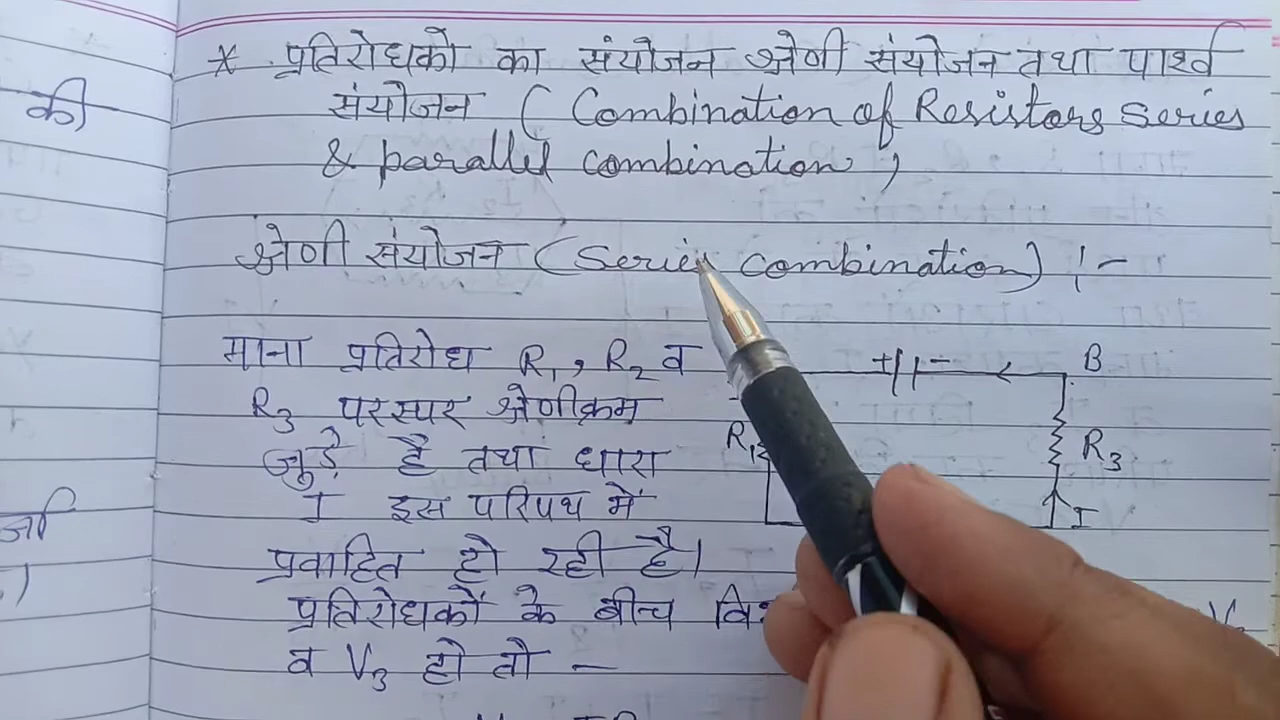 * प्रतिरोधको का संयोजन श्रेणी संयोजन तथा पार्श्व
की
संयोजन ( Combination of Resistors Series
& parallel combination )
श्रेणी संयोजन ( Series combination ) :-
माना प्रतिरोध R₁, R₂ व
R₃ परस्पर श्रेणीक्रम
जुड़े है तथा धारा
I इस परिपथ में
प्रवाहित हो रही है।
प्रतिरोधकों के बीच
व V₃ हो तो —
+ −
B
R₁
R₃
I